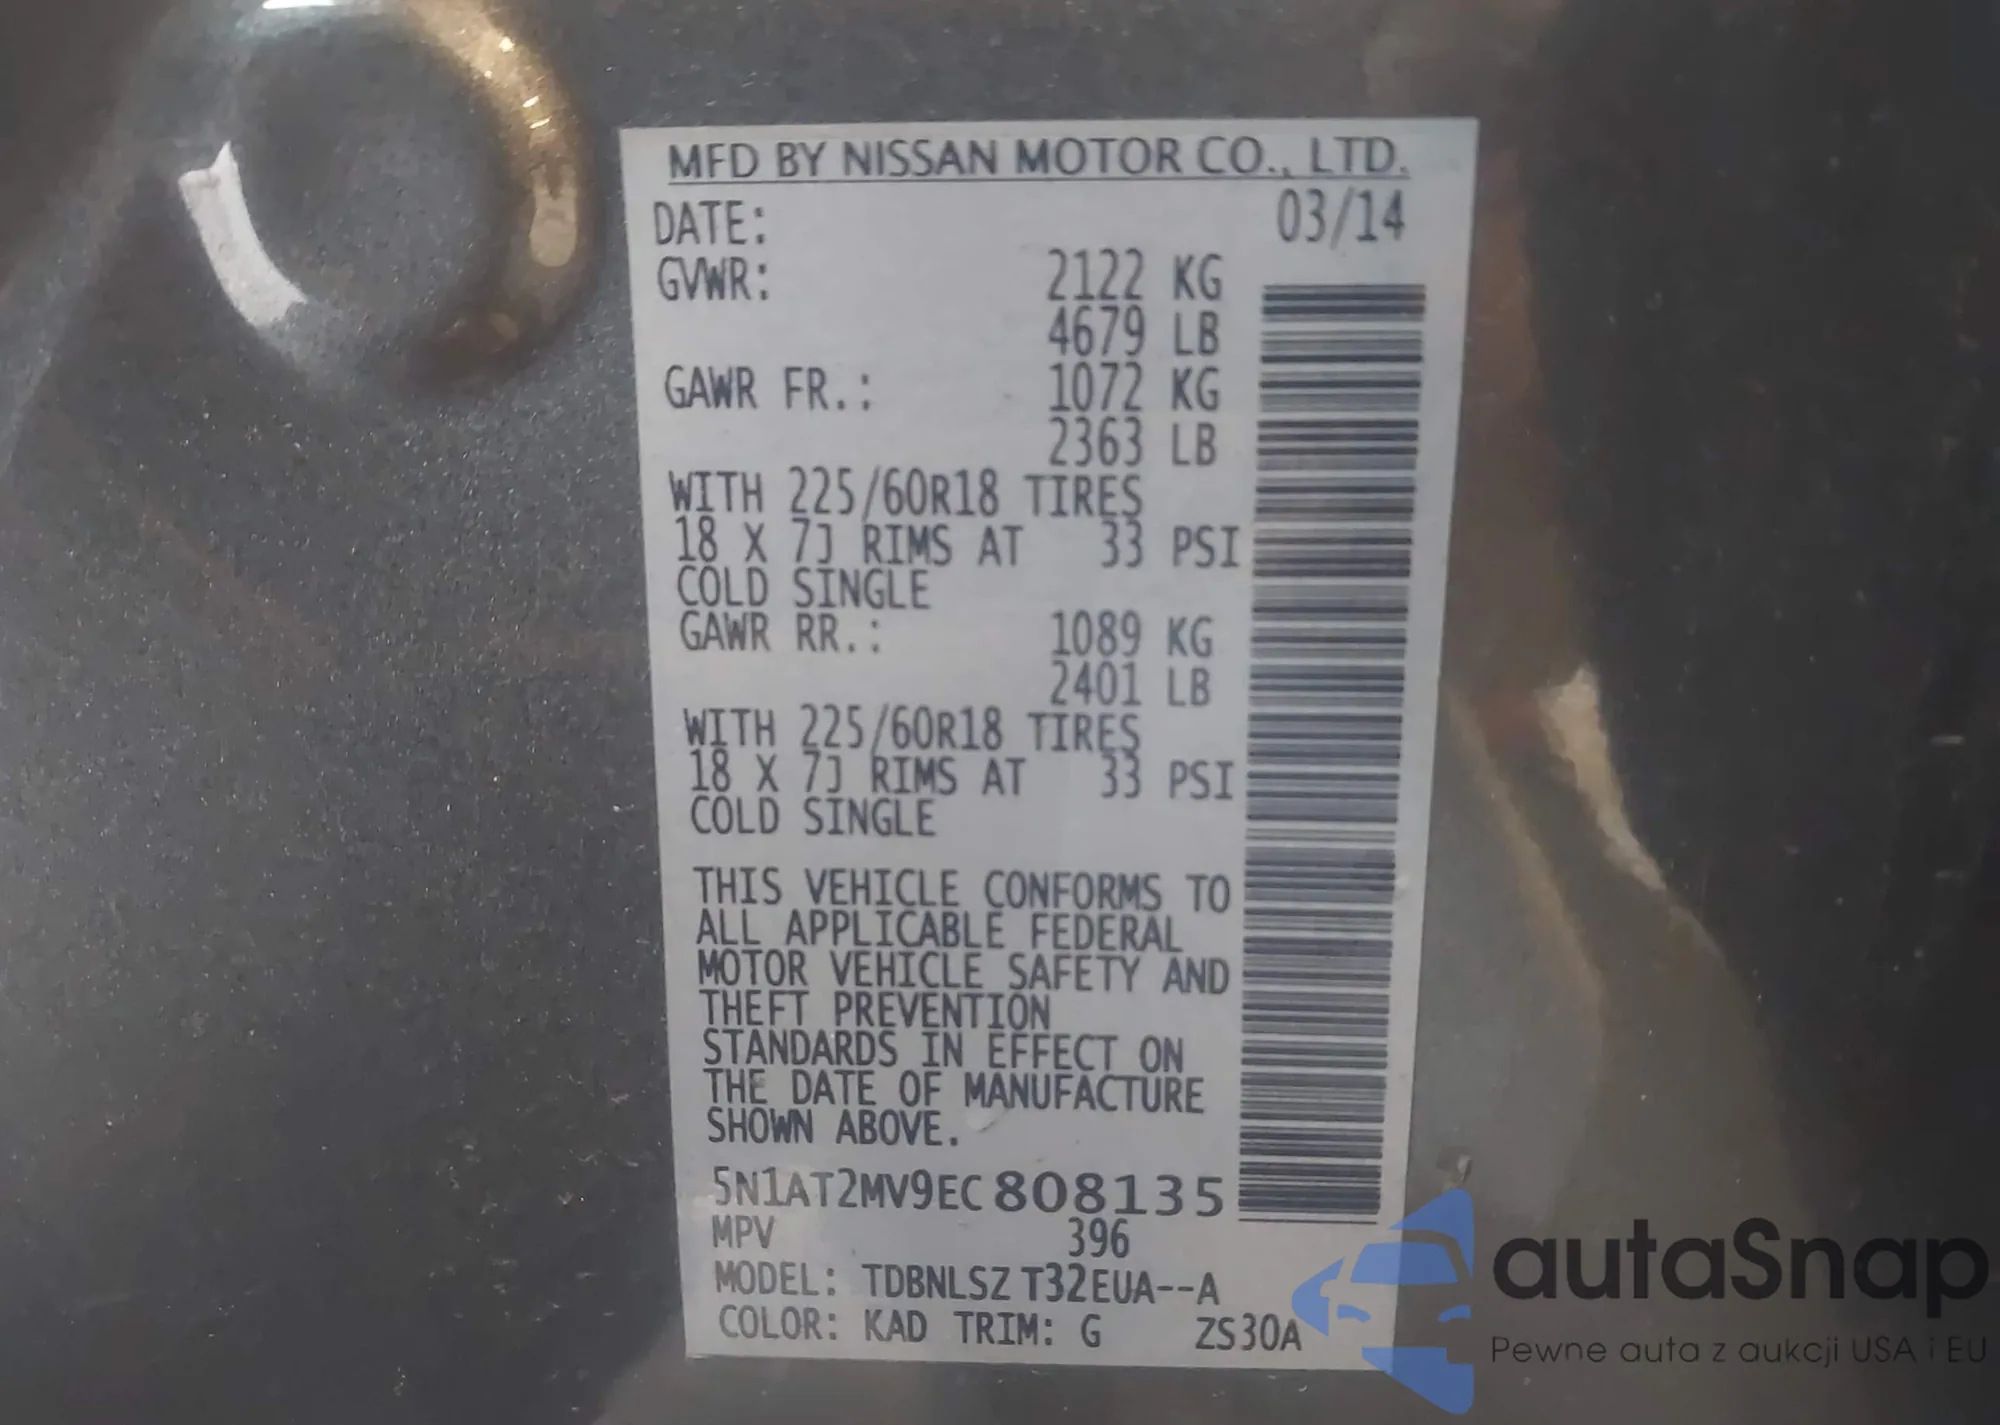 MFD BY NISSAN MOTOR CO., LTD.
DATE: 03/14
GVWR: 2122 KG
4679 LB
GAWR FR.: 1072 KG
2363 LB
WITH 225/60R18 TIRES
18 X 7J RIMS AT 33 PSI
COLD SINGLE
GAWR RR.: 1089 KG
2401 LB
WITH 225/60R18 TIRES
18 X 7J RIMS AT 33 PSI
COLD SINGLE
THIS VEHICLE CONFORMS TO
ALL APPLICABLE FEDERAL
MOTOR VEHICLE SAFETY AND
THEFT PREVENTION
STANDARDS IN EFFECT ON
THE DATE OF MANUFACTURE
SHOWN ABOVE.
5N1AT2MV9EC808135
MPV 396
MODEL: TDBNLSZ T32EUA--A
COLOR: KAD TRIM: G ZS30A
autaSnap
Pewne auta z aukcji USA i EU